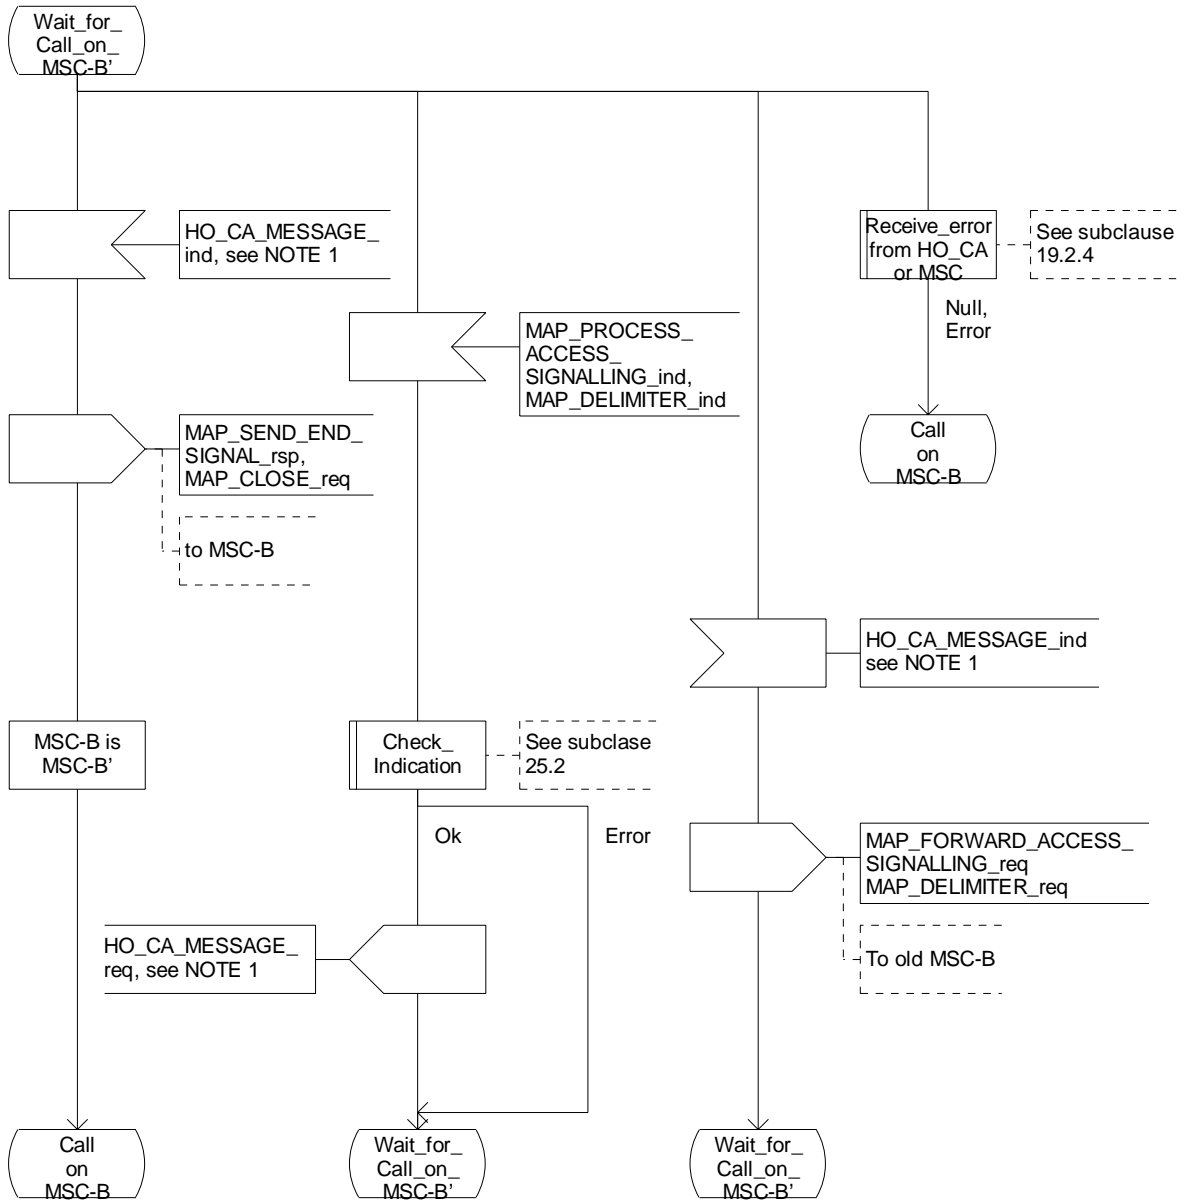 Wait_for_
Call_on_
MSC-B’
HO_CA_MESSAGE_
ind, see NOTE 1
Receive_error
from HO_CA
or MSC
See subclause
19.2.4
Null,
Error
MAP_PROCESS_
ACCESS_
SIGNALLING_ind,
MAP_DELIMITER_ind
MAP_SEND_END_
SIGNAL_rsp,
MAP_CLOSE_req
Call
on
MSC-B
to MSC-B
HO_CA_MESSAGE_ind
see NOTE 1
MSC-B is
MSC-B’
Check_
Indication
See subclase
25.2
Ok
Error
MAP_FORWARD_ACCESS_
SIGNALLING_req
MAP_DELIMITER_req
HO_CA_MESSAGE_
req, see NOTE 1
To old MSC-B
Call
on
MSC-B
Wait_for_
Call_on_
MSC-B’
Wait_for_
Call_on_
MSC-B’